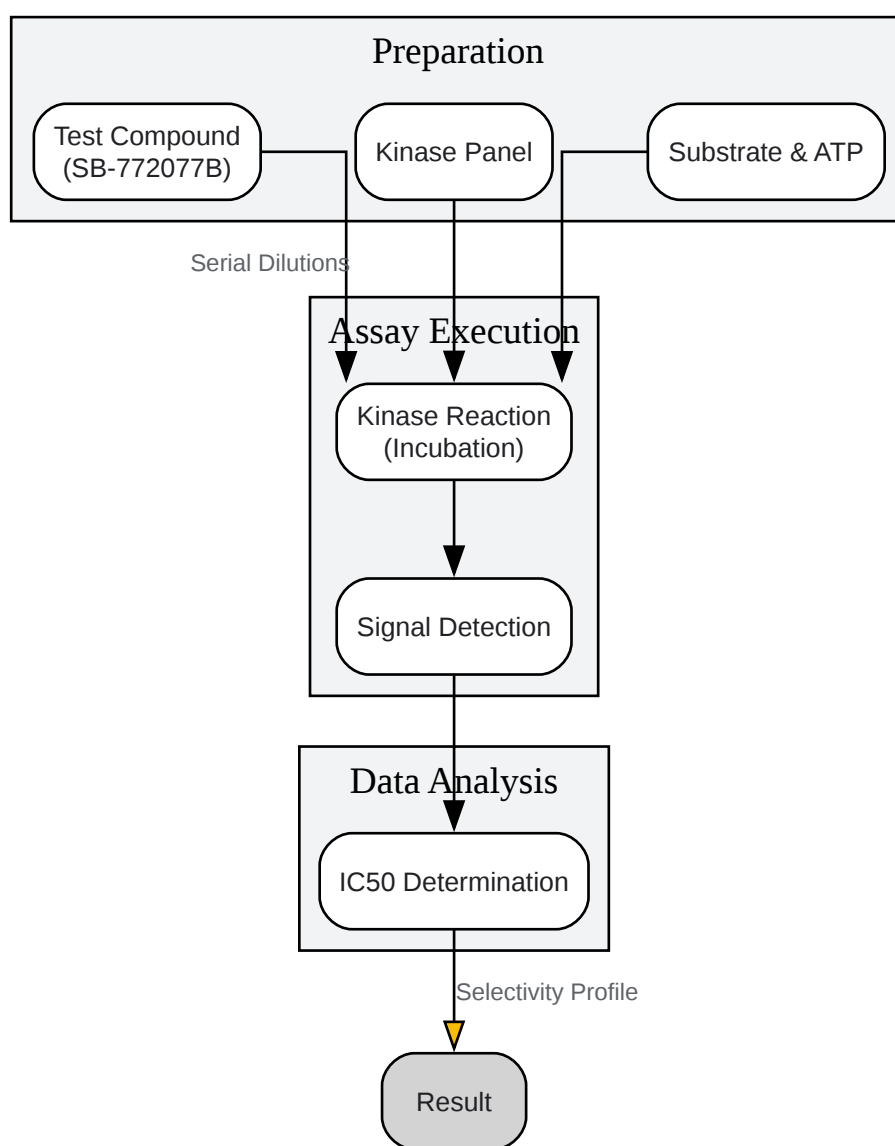 Preparation
Test Compound
(SB-772077B)
Kinase Panel
Substrate & ATP
Serial Dilutions
Assay Execution
Kinase Reaction
(Incubation)
Signal Detection
Data Analysis
IC50 Determination
Selectivity Profile
Result